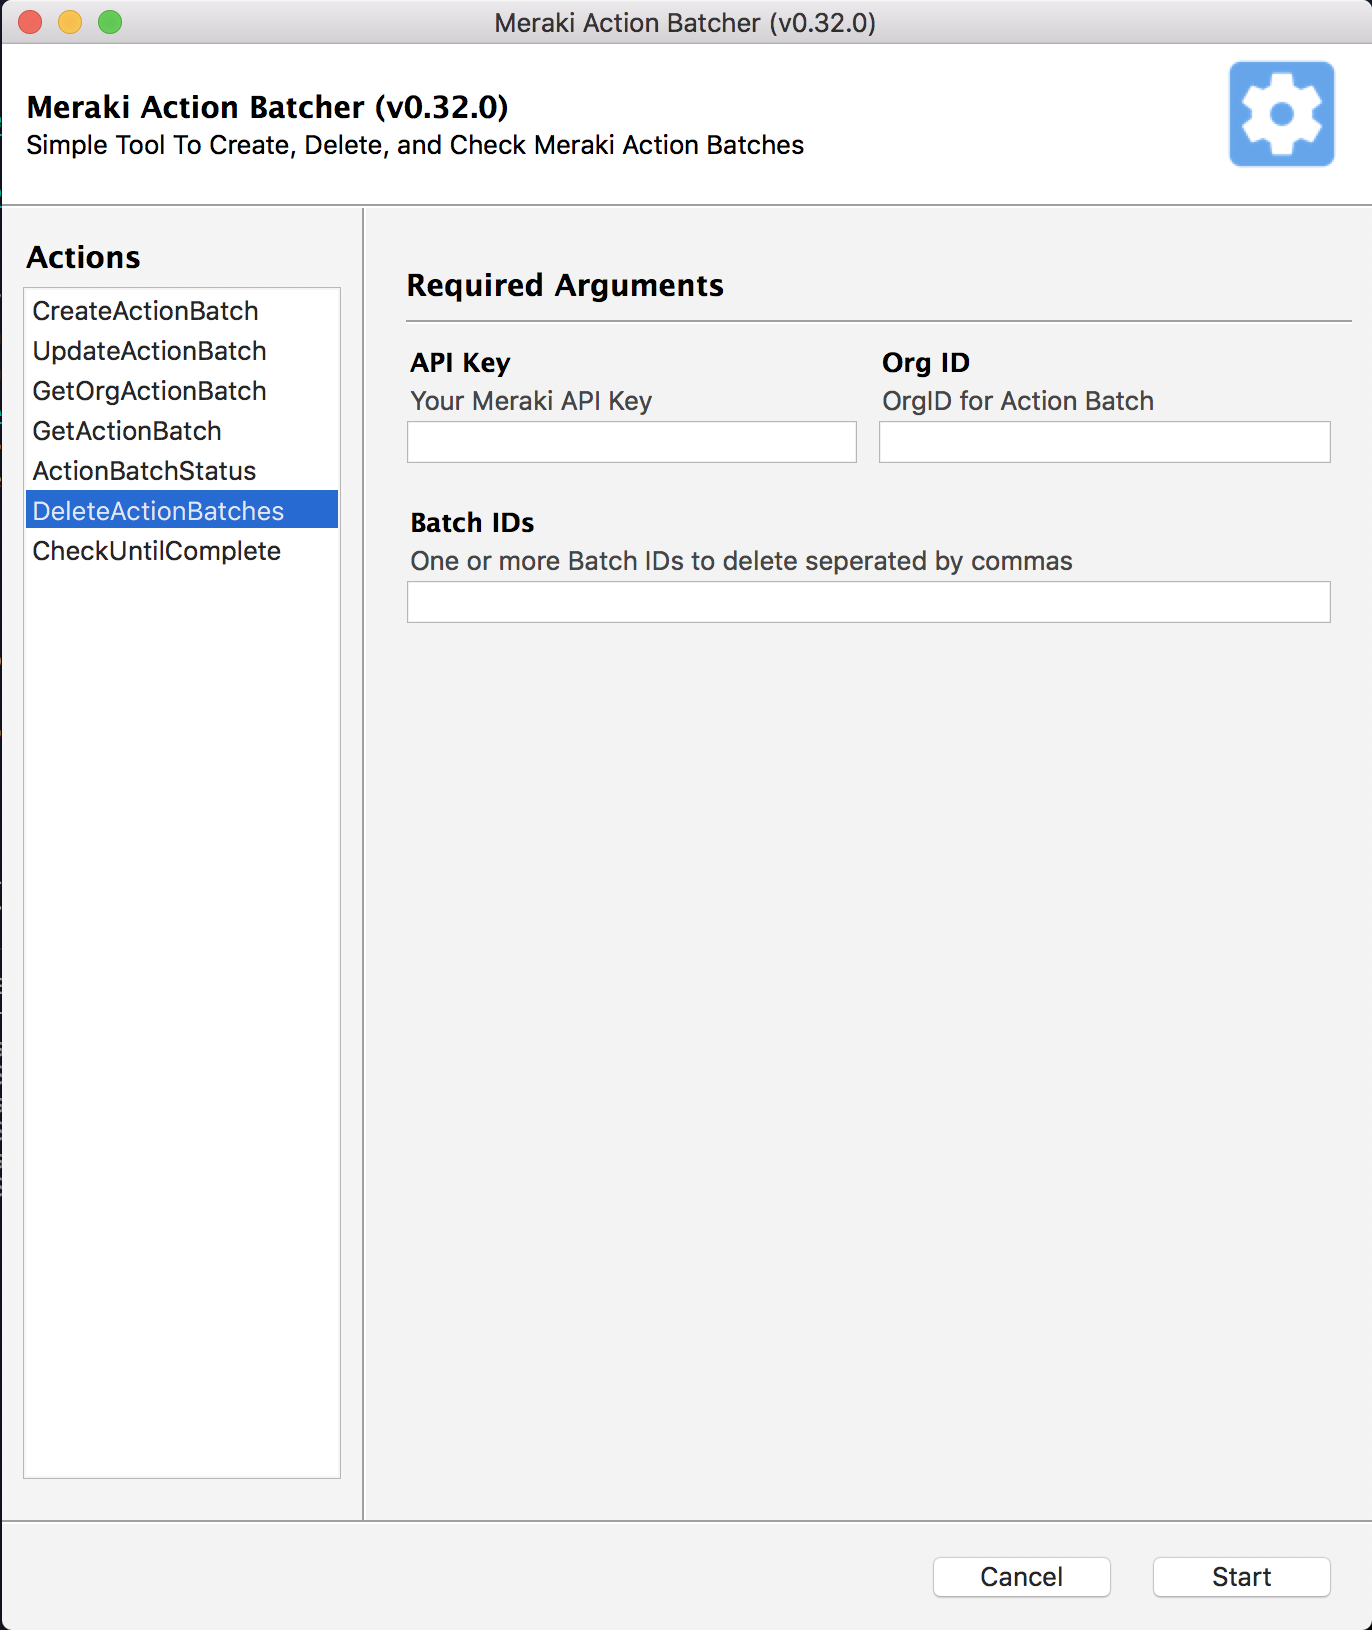 Meraki Action Batcher (v0.32.0)
Meraki Action Batcher (v0.32.0)
Simple Tool To Create, Delete, and Check Meraki Action Batches
Actions
CreateActionBatch
UpdateActionBatch
GetOrgActionBatch
GetActionBatch
ActionBatchStatus
DeleteActionBatches
CheckUntilComplete
Required Arguments
API Key
Your Meraki API Key
Org ID
OrgID for Action Batch
Batch IDs
One or more Batch IDs to delete seperated by commas
Cancel
Start